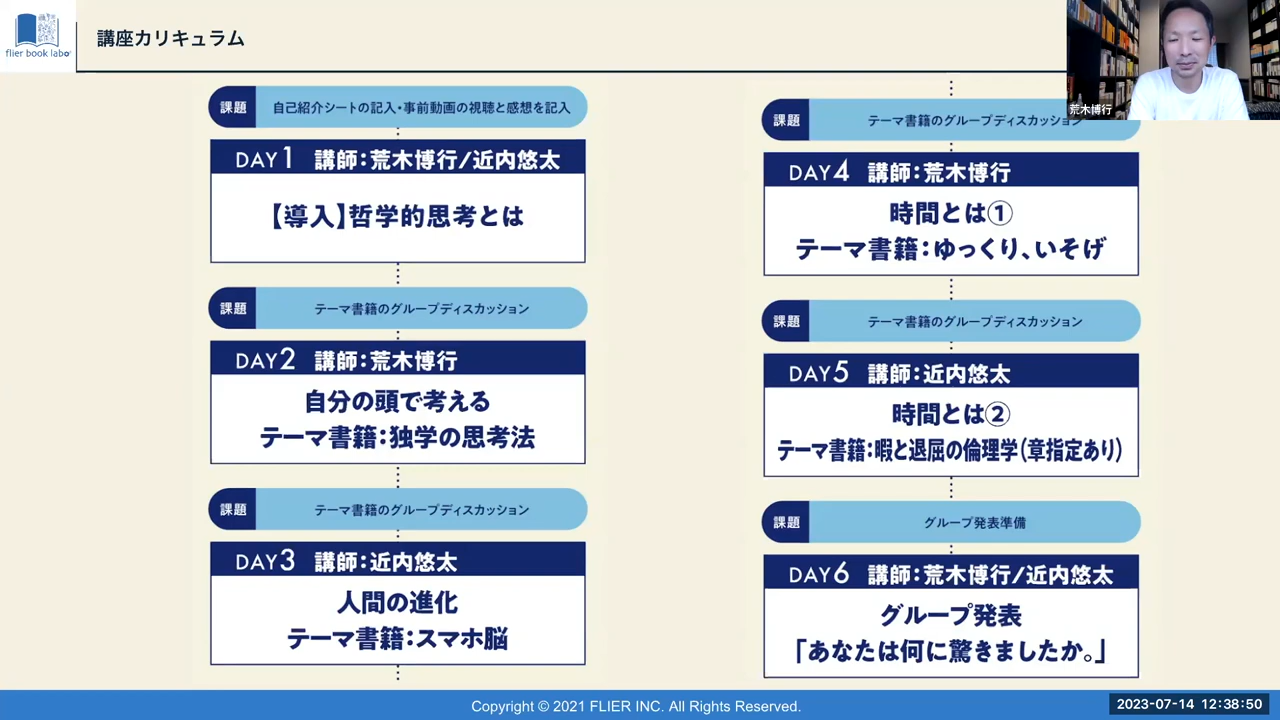 flier book labo
講座カリキュラム
荒木博行
課題 自己紹介シートの記入・事前動画の視聴と感想を記入
DAY1 講師：荒木博行/近内悠太
【導入】哲学的思考とは
課題 テーマ書籍のグループディスカッション
DAY2 講師：荒木博行
自分の頭で考える
テーマ書籍：独学の思考法
課題 テーマ書籍のグループディスカッション
DAY3 講師：近内悠太
人間の進化
テーマ書籍：スマホ脳
課題 テーマ書籍のグループディスカッション
DAY4 講師：荒木博行
時間とは①
テーマ書籍：ゆっくり、いそげ
課題 テーマ書籍のグループディスカッション
DAY5 講師：近内悠太
時間とは②
テーマ書籍：暇と退屈の倫理学（章指定あり）
課題 グループ発表準備
DAY6 講師：荒木博行/近内悠太
グループ発表
「あなたは何に驚きましたか。」
Copyright © 2021 FLIER INC. All Rights Reserved.
2023-07-14 12:38:50